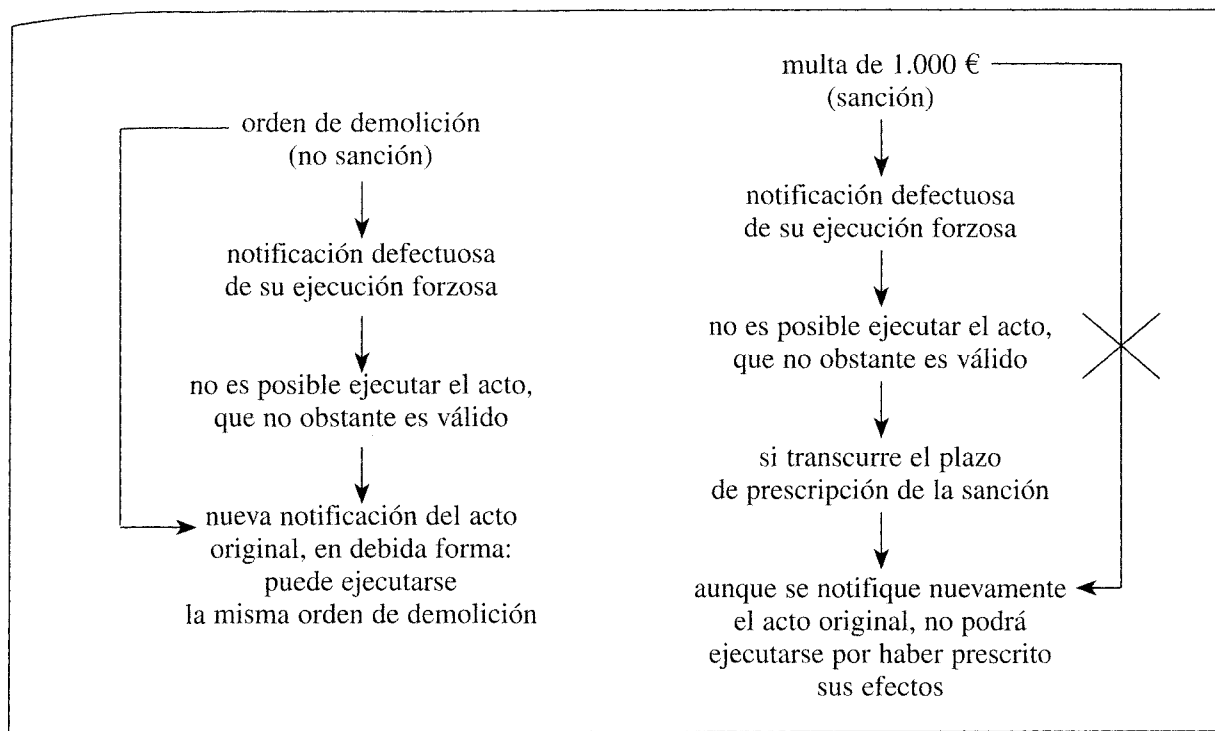 orden de demolición
(no sanción)
notificación defectuosa
de su ejecución forzosa
no es posible ejecutar el acto,
que no obstante es válido
nueva notificación del acto
original, en debida forma:
puede ejecutarse
la misma orden de demolición
multa de 1.000 €
(sanción)
notificación defectuosa
de su ejecución forzosa
no es posible ejecutar el acto,
que no obstante es válido
si transcurre el plazo
de prescripción de la sanción
aunque se notifique nuevamente
el acto original, no podrá
ejecutarse por haber prescrito
sus efectos